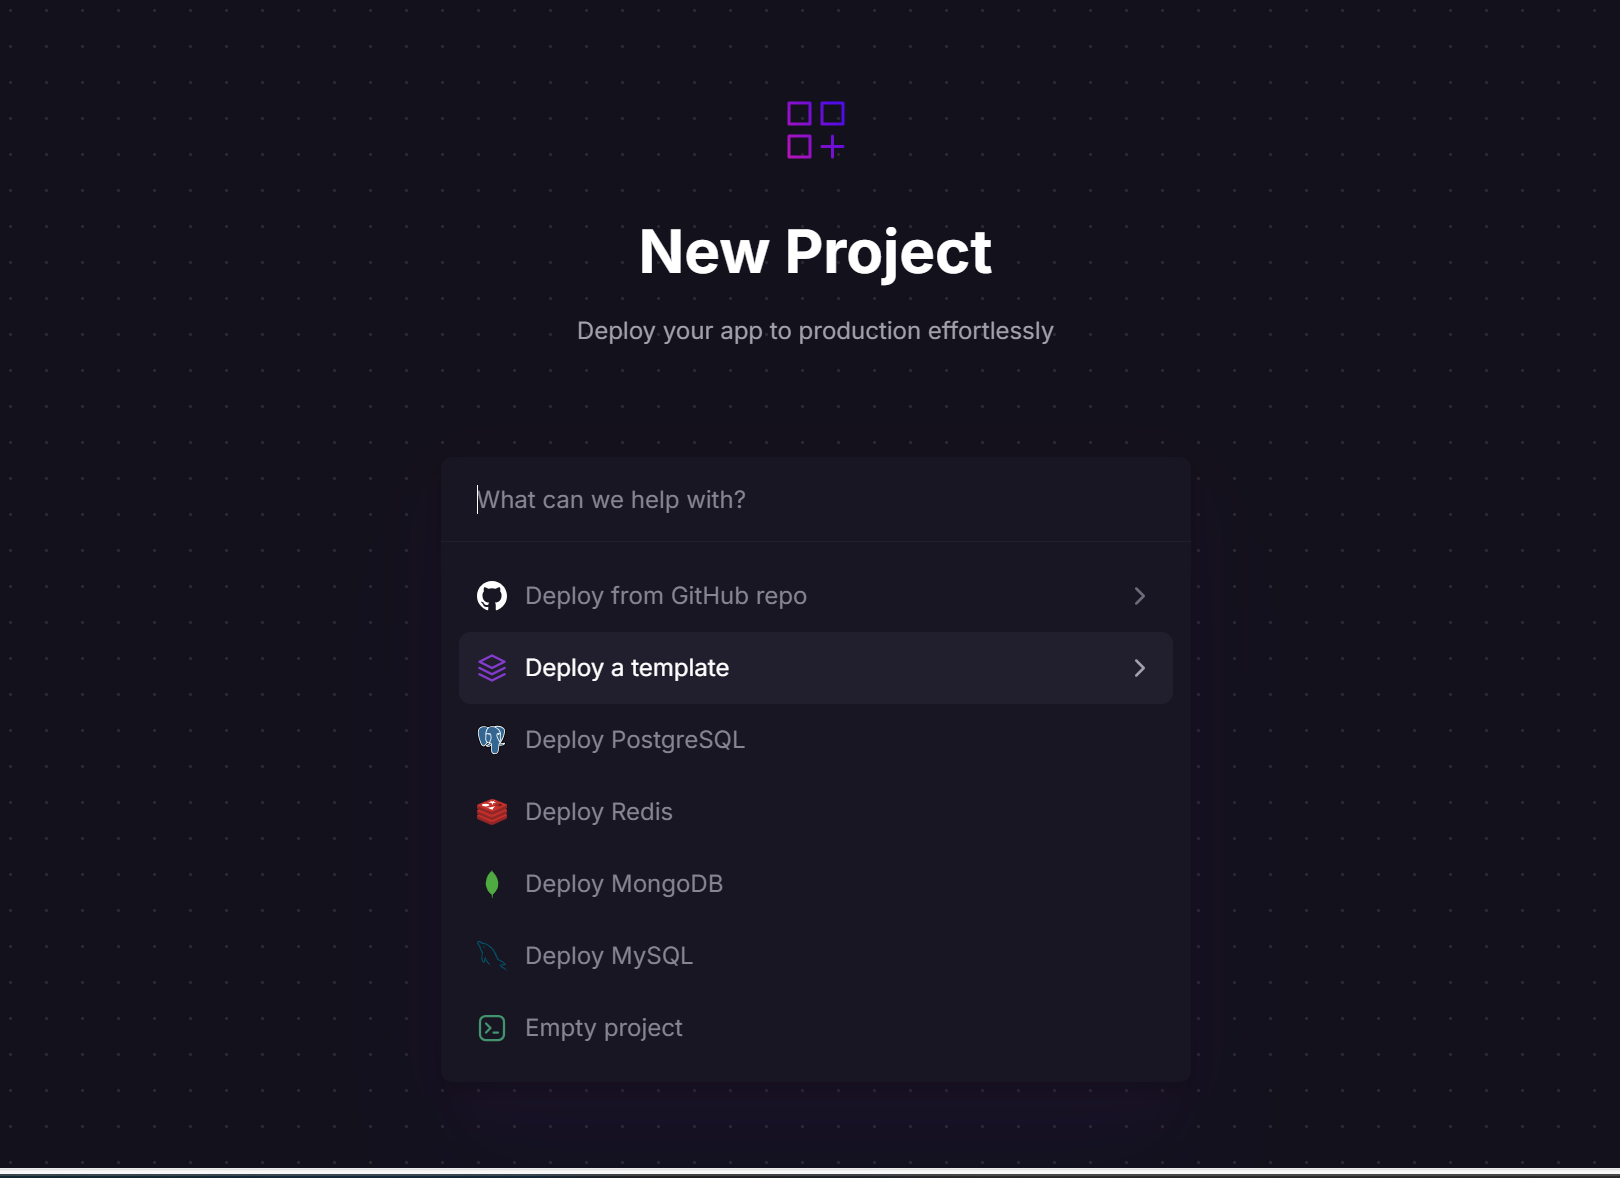 New Project
Deploy your app to production effortlessly
What can we help with?
Deploy from GitHub repo
Deploy a template
Deploy PostgreSQL
Deploy Redis
Deploy MongoDB
Deploy MySQL
Empty project